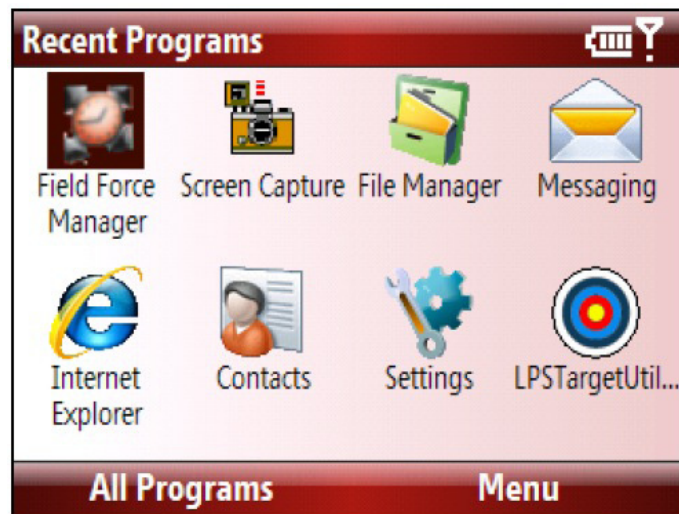 Recent Programs
Field Force Manager
Screen Capture
File Manager
Messaging
Internet Explorer
Contacts
Settings
LPSTargetUtil...
All Programs
Menu